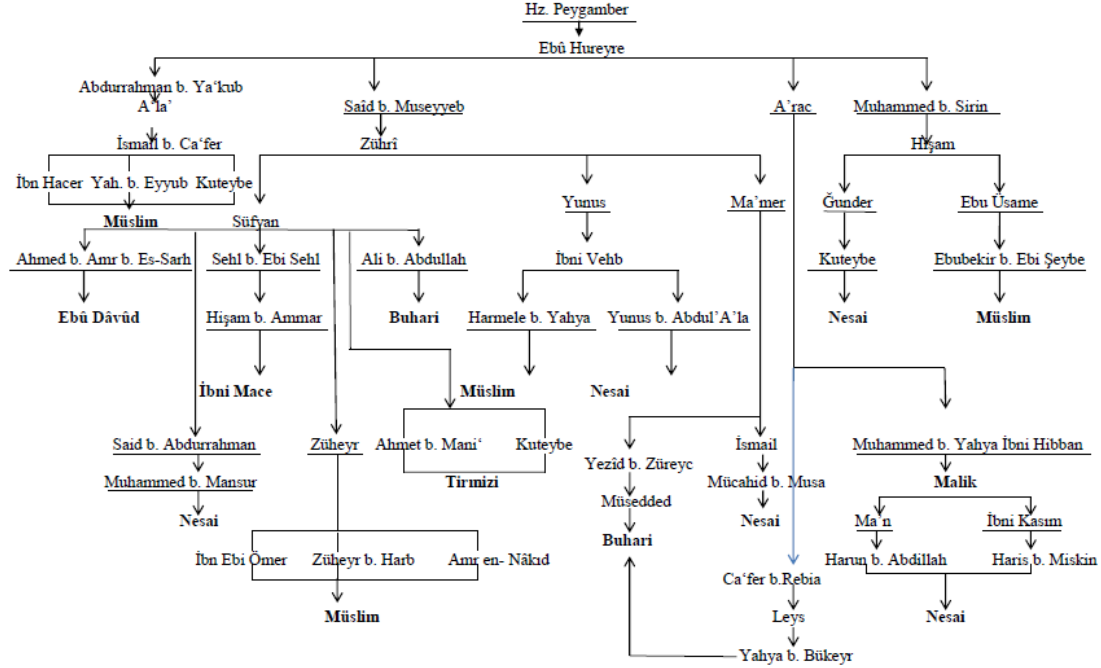 Hz. Peygamber
Ebû Hureyre
Abdurrahman b. Ya‘kub
A’la’
Saîd b. Museyyeb
A’rac
Muhammed b. Sirin
İsmail b. Ca‘fer
Zührî
Hişam
İbn Hacer Yah. b. Eyyub Kuteybe
Yunus
Ma’mer
Ğunder
Ebu Üsame
Müslim
Süfyan
Ahmed b. Amr b. Es-Sarh
Sehl b. Ebi Sehl
Ali b. Abdullah
İbni Vehb
Kuteybe
Ebubekir b. Ebi Şeybe
Ebû Dâvûd
Hişam b. Ammar
Buhari
Harmele b. Yahya
Yunus b. Abdul’A’la
Nesai
Müslim
İbni Mace
Müslim
Nesai
Said b. Abdurrahman
Züheyr
Ahmet b. Mani‘
Kuteybe
İsmail
Muhammed b. Yahya İbni Hibban
Yezîd b. Züreyc
Muhammed b. Mansur
Tirmizi
Mücahid b. Musa
Malik
Müsedded
Nesai
Nesai
Ma’n
İbni Kasım
Buhari
İbn Ebi Ömer
Züheyr b. Harb
Amr en- Nâkıd
Harun b. Abdillah
Haris b. Miskin
Ca‘fer b.Rebia
Müslim
Leys
Nesai
Yahya b. Bükeyr